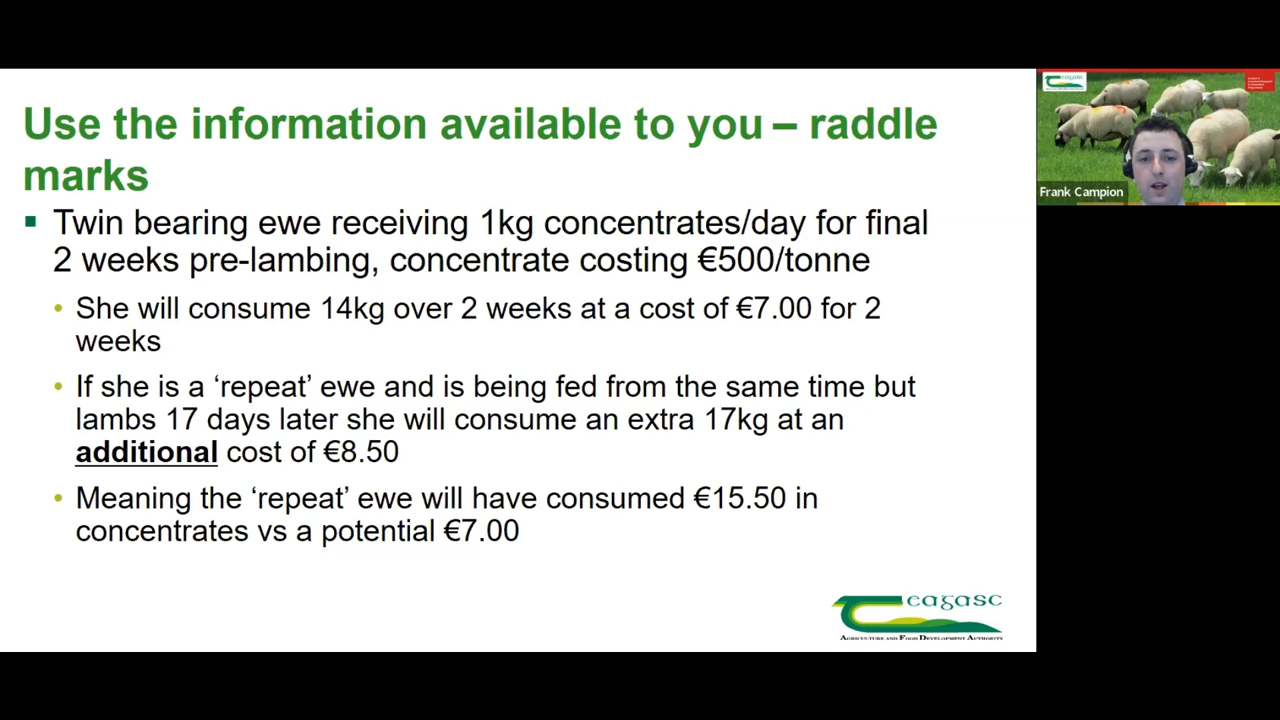 Use the information available to you – raddle
marks
▪ Twin bearing ewe receiving 1kg concentrates/day for final
2 weeks pre-lambing, concentrate costing €500/tonne
• She will consume 14kg over 2 weeks at a cost of €7.00 for 2
weeks
• If she is a ‘repeat’ ewe and is being fed from the same time but
lambs 17 days later she will consume an extra 17kg at an
additional cost of €8.50
• Meaning the ‘repeat’ ewe will have consumed €15.50 in
concentrates vs a potential €7.00
eagasc
AGRICULTURE AND FOOD DEVELOPMENT AUTHORITY
eagasc
Frank Campion